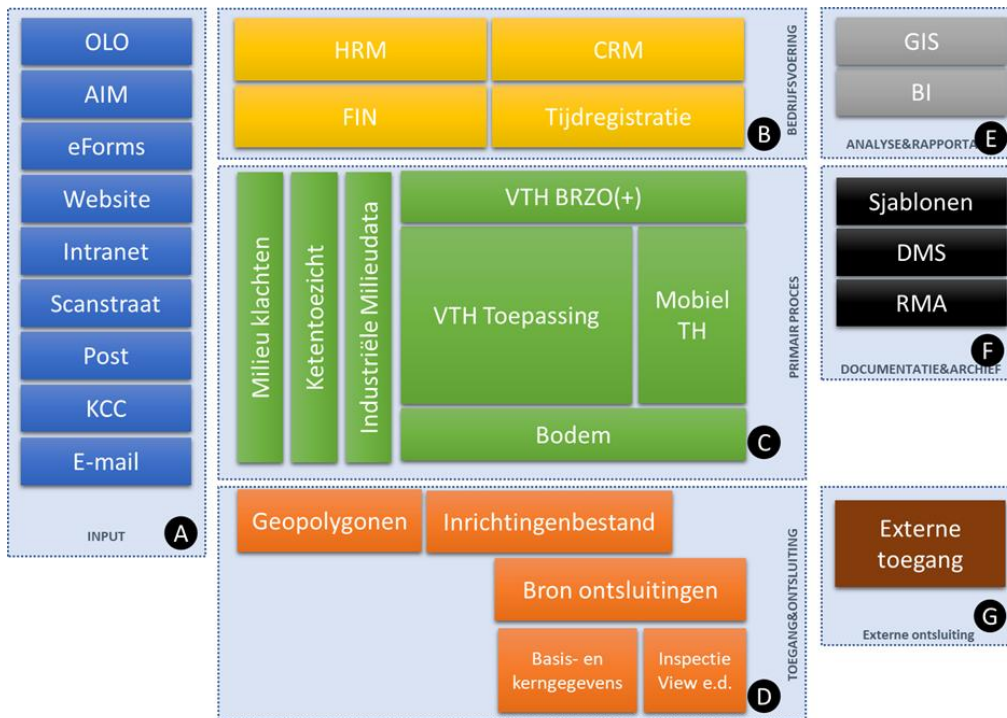 OLO
AIM
eForms
Website
Intranet
Scanstraat
Post
KCC
E-mail
INPUT
A
HRM
CRM
FIN
Tijdregistratie
B
BEDRIJFSVOERING
Milieu klachten
Ketentoezicht
Industriële Milieudata
VTH BRZO(+)
VTH Toepassing
Mobiel
TH
Bodem
C
PRIMAIR PROCES
Geopolygonen
Inrichtingenbestand
Bron ontsluitingen
Basis- en
kerngegevens
Inspectie
View e.d.
D
TOEGANG&ONTSLUITING
GIS
BI
E
ANALYSE&RAPPORTA
Sjablonen
DMS
RMA
F
DOCUMENTATIE&ARCHIEF
Externe
toegang
G
Externe ontsluiting